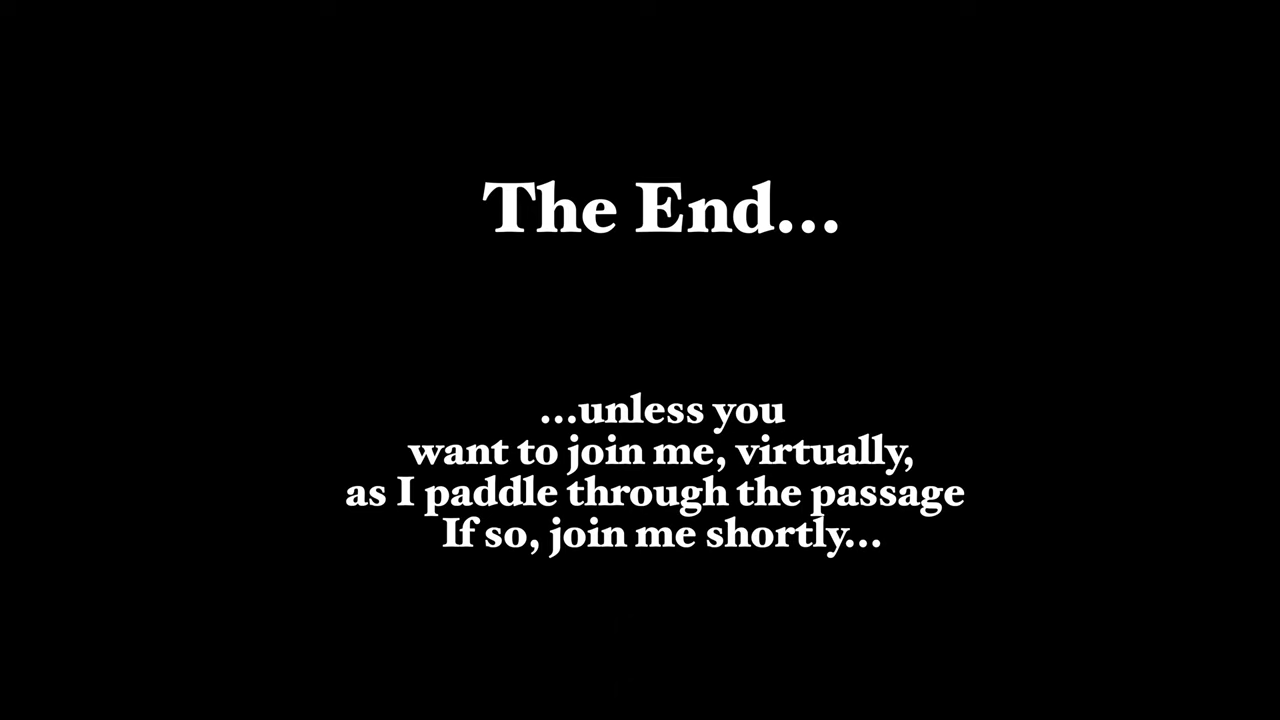 The End...
...unless you
want to join me, virtually,
as I paddle through the passage
If so, join me shortly...